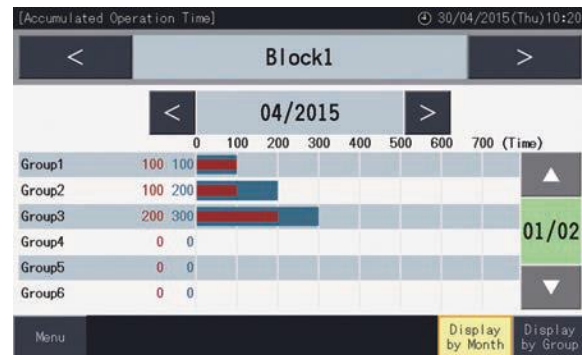 [Accumulated Operation Time] 30/04/2015(Thu)10:20
< Block1 >
< 04/2015 >
0 100 200 300 400 500 600 700 (Time)
Group1 100 100
Group2 100 200
Group3 200 300
01/02
Group4 0 0
Group5 0 0
Group6 0 0
Menu
Display by Month
Display by Group